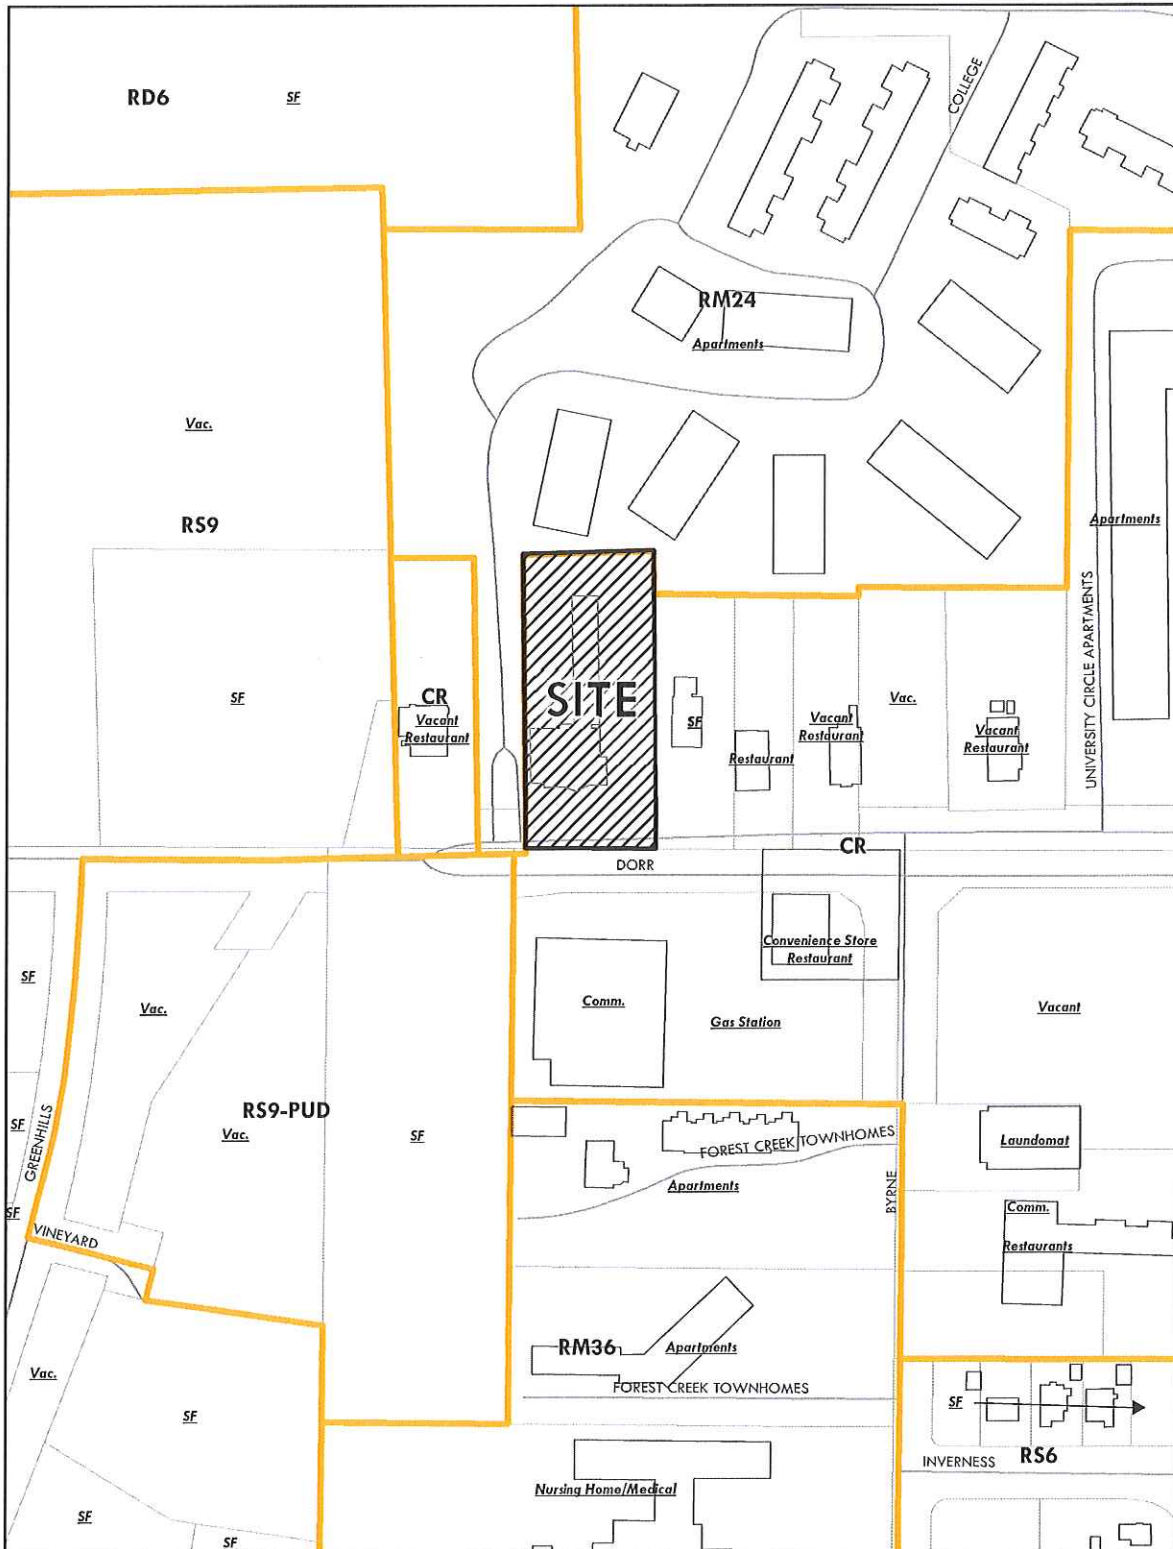 RD6
SF
COLLEGE
RM24
Apartments
Vac.
RS9
Apartments
UNIVERSITY CIRCLE APARTMENTS
SF
CR
Vacant
Restaurant
SITE
SF
Restaurant
Vacant
Restaurant
Vac.
Vacant
Restaurant
DORR
CR
SF
Vac.
Comm.
Convenience Store
Restaurant
Gas Station
Vacant
GREENHILLS
SF
RS9-PUD
Vac.
SF
FOREST CREEK TOWNHOMES
Apartments
BYRNE
Laundomat
SF
VINEYARD
Comm.
Restaurants
Vac.
SF
RM36
Apartments
FOREST CREEK TOWNHOMES
SF
INVERNESS
RS6
Nursing Home/Medical
SF
SF